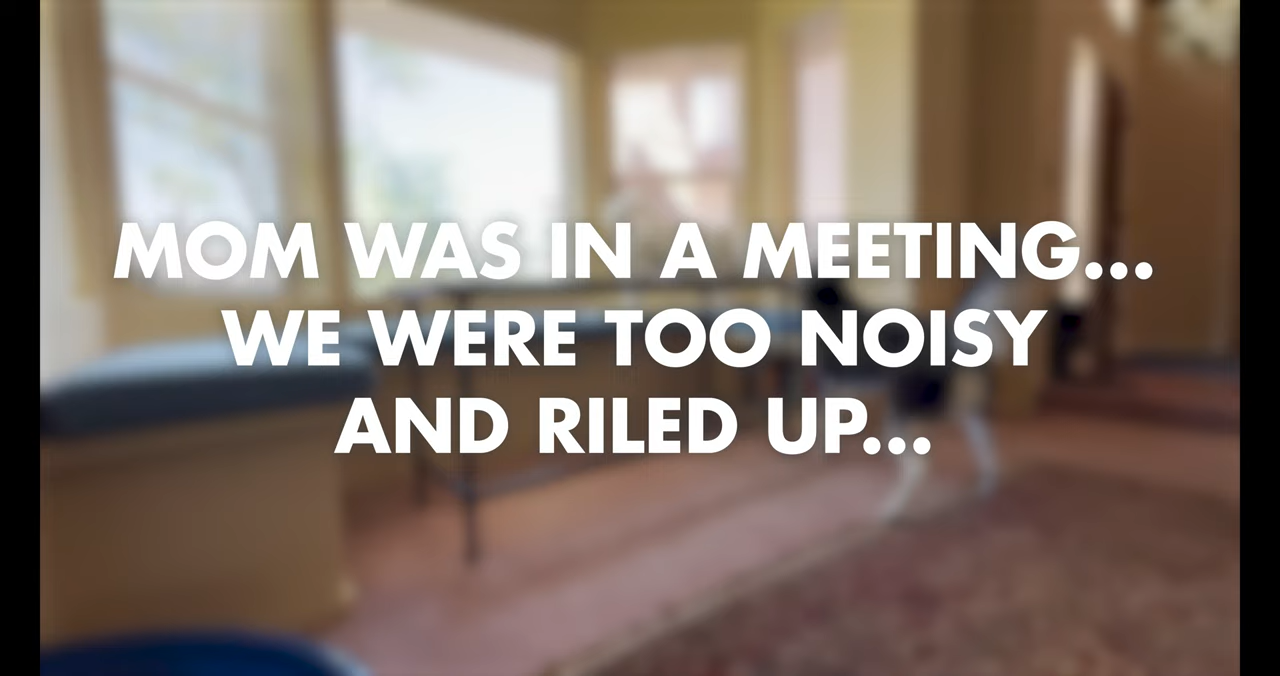 MOM WAS IN A MEETING...
WE WERE TOO NOISY
AND RILED UP...